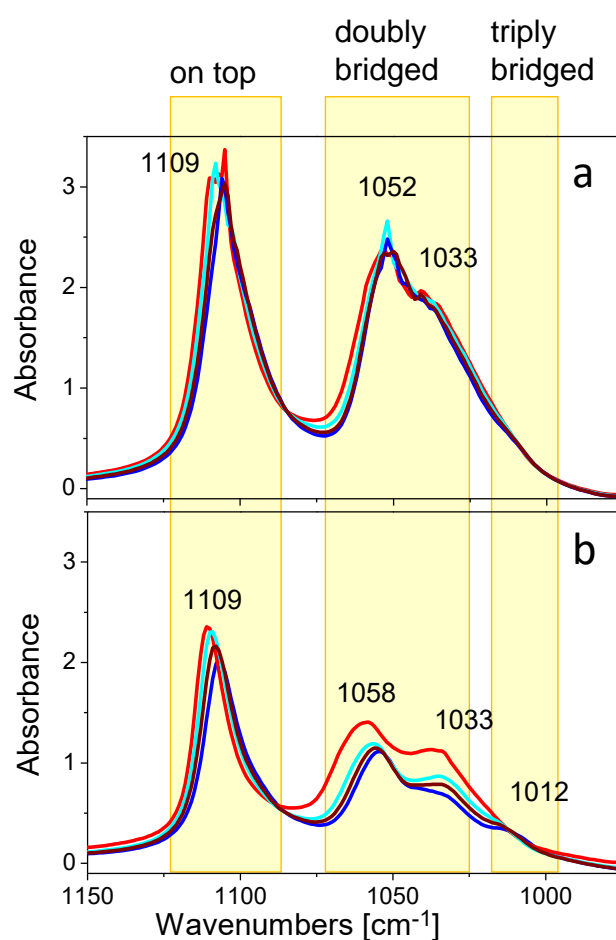 on top
doubly
bridged
triply
bridged
Absorbance
3
2
1
0
1109
1052
1033
a
Absorbance
3
2
1
0
1109
1058
1033
1012
b
1150 1100 1050 1000
Wavenumbers [cm⁻¹]